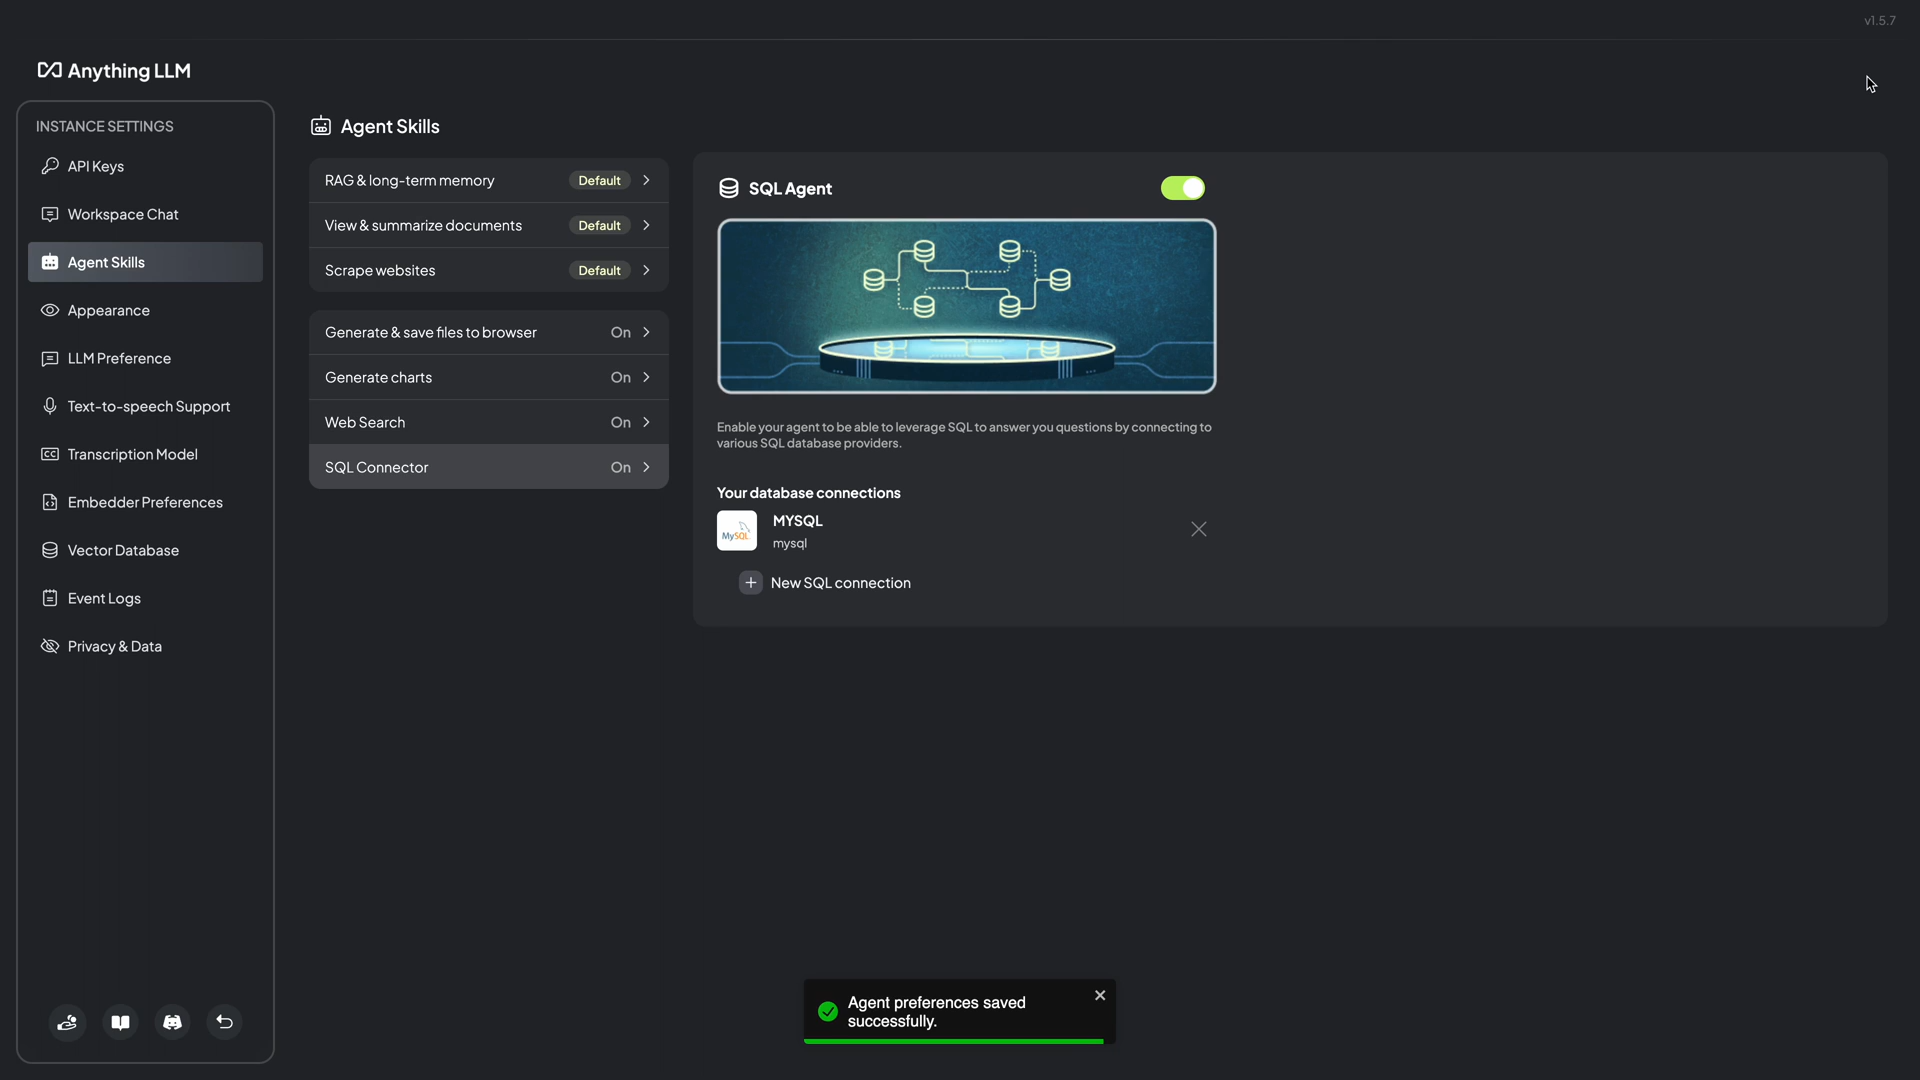 v1.5.7
Anything LLM
INSTANCE SETTINGS
API Keys
Workspace Chat
Agent Skills
Appearance
LLM Preference
Text-to-speech Support
Transcription Model
Embedder Preferences
Vector Database
Event Logs
Privacy & Data
Agent Skills
RAG & long-term memory Default
View & summarize documents Default
Scrape websites Default
Generate & save files to browser On
Generate charts On
Web Search On
SQL Connector On
SQL Agent
Enable your agent to be able to leverage SQL to answer you questions by connecting to
various SQL database providers.
Your database connections
MySQL
MYSQL
mysql
New SQL connection
Agent preferences saved
successfully.